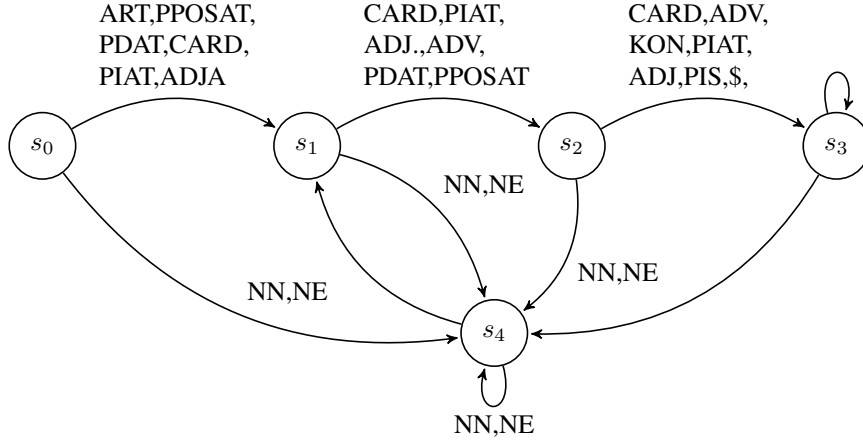 ART,PPOSAT,
PDAT,CARD,
PIAT,ADJA
CARD,PIAT,
ADJ.,ADV,
PDAT,PPOSAT
CARD,ADV,
KON,PIAT,
ADJ,PIS,$,
s0
s1
s2
s3
NN,NE
NN,NE
NN,NE
s4
NN,NE